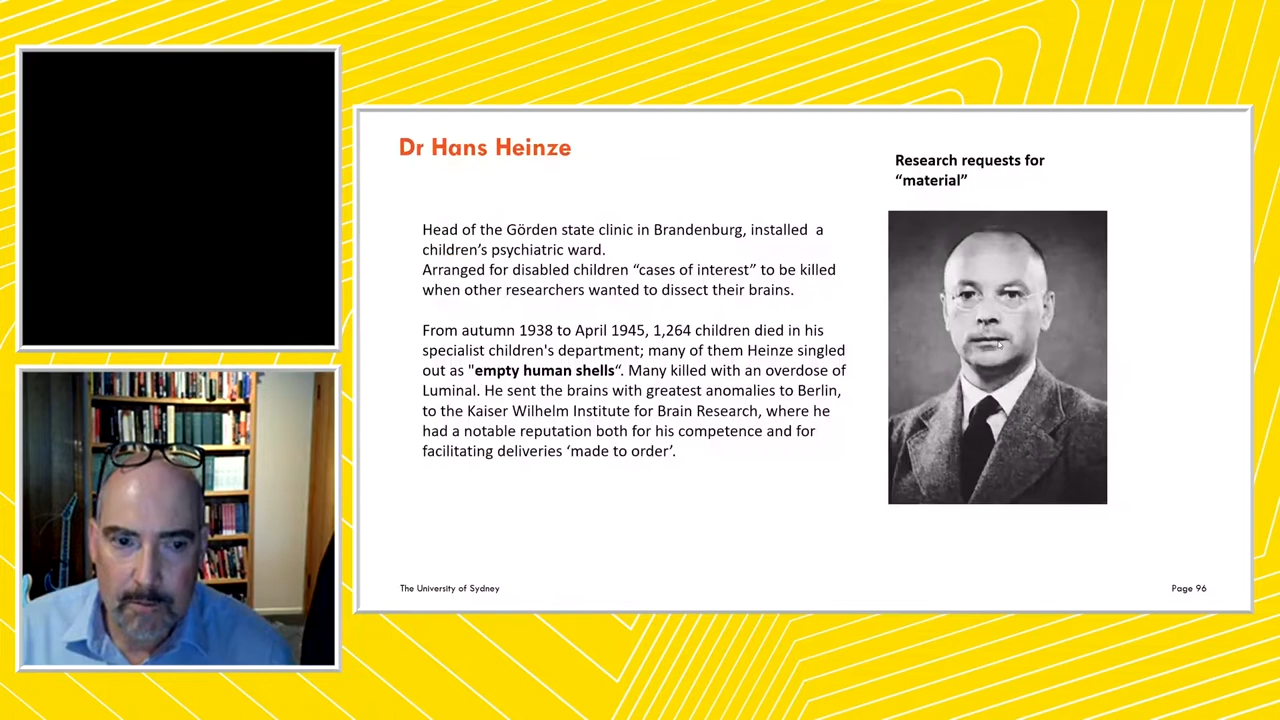 Dr Hans Heinze
Research requests for
“material”
Head of the Görden state clinic in Brandenburg, installed  a
children’s psychiatric ward.
Arranged for disabled children “cases of interest” to be killed
when other researchers wanted to dissect their brains.
From autumn 1938 to April 1945, 1,264 children died in his
specialist children's department; many of them Heinze singled
out as "empty human shells“. Many killed with an overdose of
Luminal. He sent the brains with greatest anomalies to Berlin,
to the Kaiser Wilhelm Institute for Brain Research, where he
had a notable reputation both for his competence and for
facilitating deliveries ‘made to order’.
The University of Sydney
Page 96